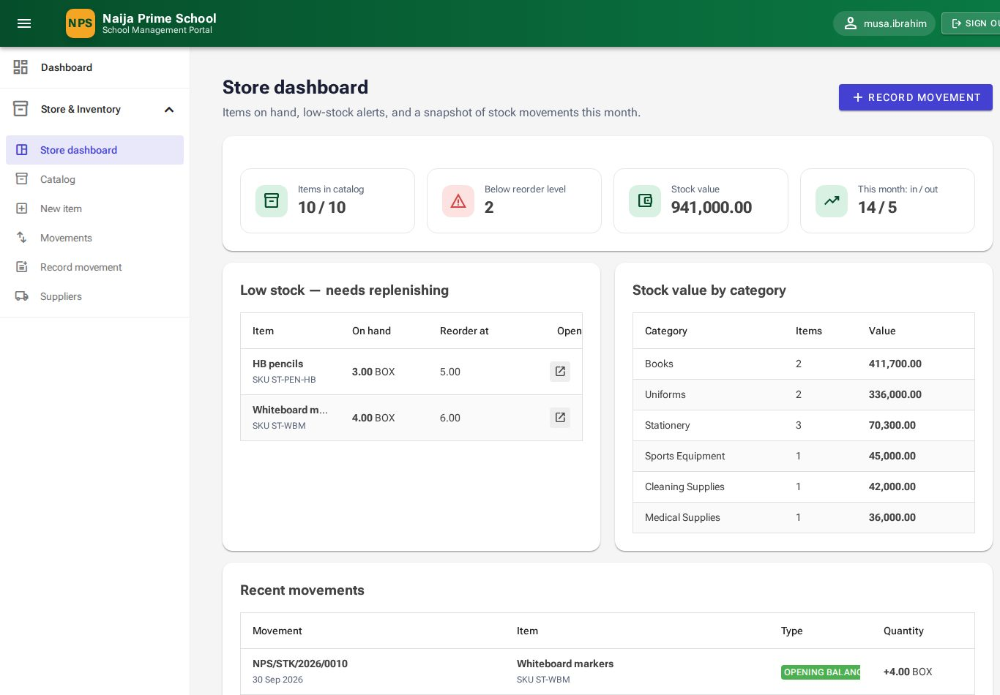 NPS
Naija Prime School
School Management Portal
musa.ibrahim
SIGN OU
Dashboard
Store & Inventory
Store dashboard
Catalog
New item
Movements
Record movement
Suppliers
Store dashboard
Items on hand, low-stock alerts, and a snapshot of stock movements this month.
RECORD MOVEMENT
Items in catalog
10 / 10
Below reorder level
2
Stock value
941,000.00
This month: in / out
14 / 5
Low stock — needs replenishing
Item On hand Reorder at Open
HB pencils
SKU ST-PEN-HB
3.00 BOX 5.00
Whiteboard m...
SKU ST-WBM
4.00 BOX 6.00
Stock value by category
Category Items Value
Books 2 411,700.00
Uniforms 2 336,000.00
Stationery 3 70,300.00
Sports Equipment 1 45,000.00
Cleaning Supplies 1 42,000.00
Medical Supplies 1 36,000.00
Recent movements
Movement Item Type Quantity
NPS/STK/2026/0010 Whiteboard markers
30 Sep 2026 SKU ST-WBM
OPENING BALANC +4.00 BOX